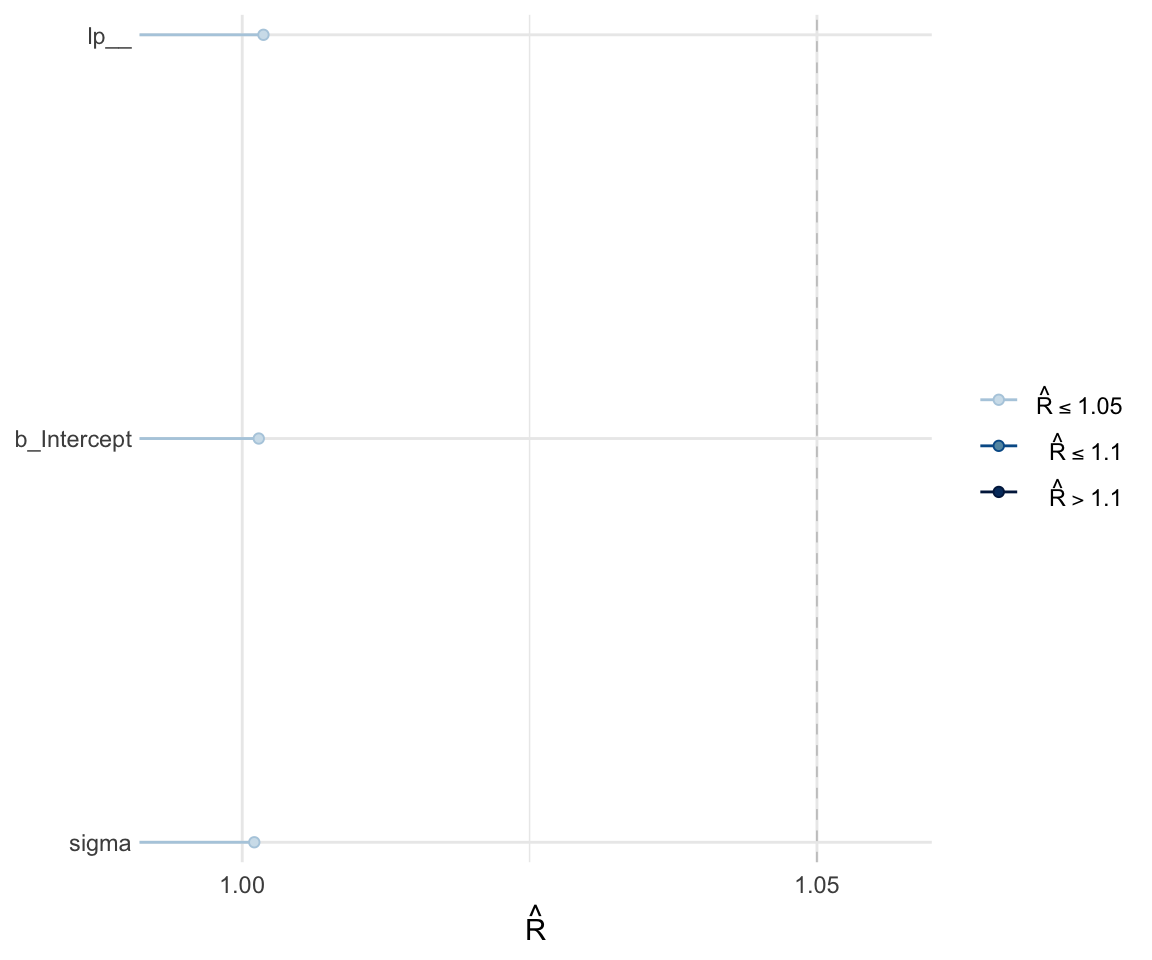 lp__
b_Intercept
sigma
1.00 1.05
R̂
R̂ ≤ 1.05
R̂ ≤ 1.1
R̂ > 1.1